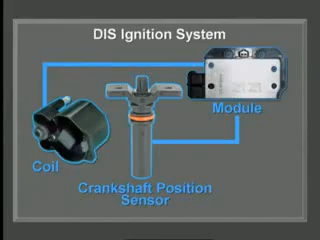 DIS Ignition System
Module
Coil
Crankshaft Position
Sensor